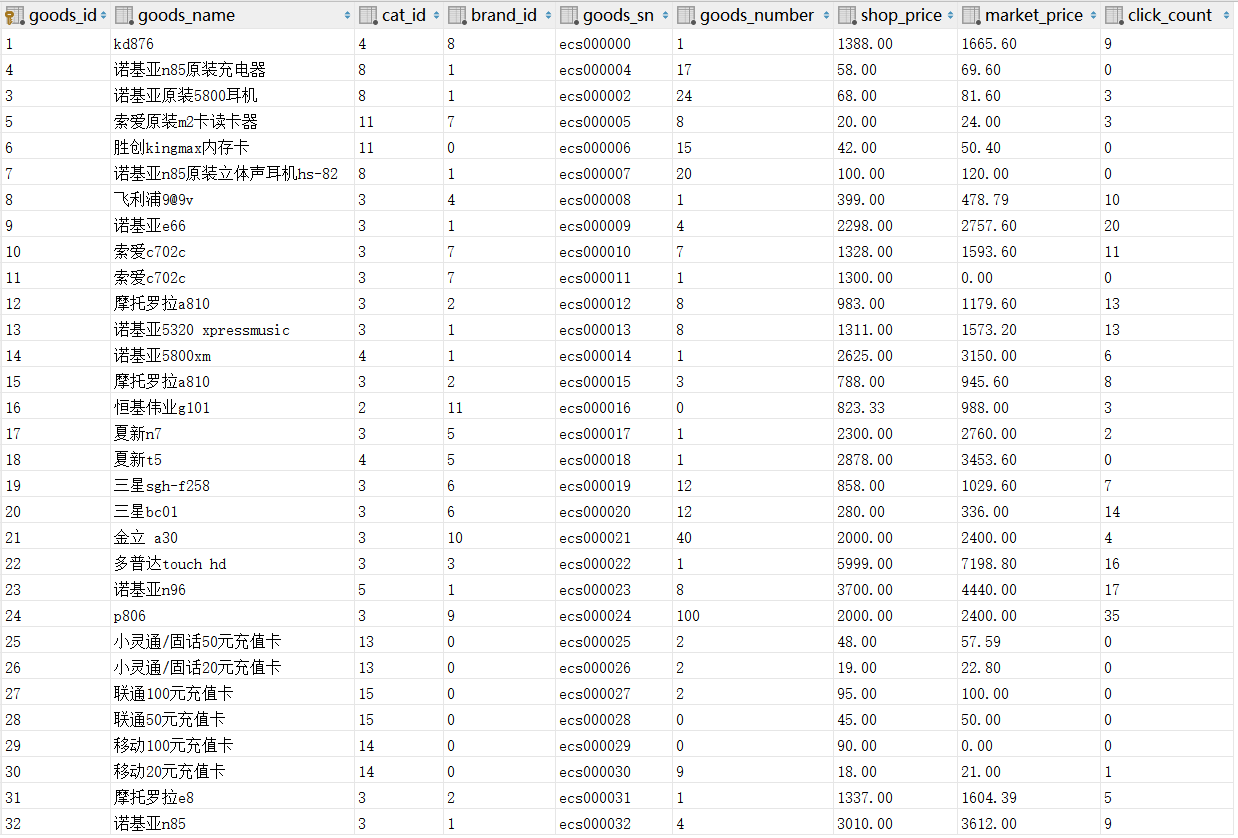 goods_id goods_name cat_id brand_id goods_sn goods_number shop_price market_price click_count
1 kd876 4 8 ecs000000 1 1388.00 1665.60 9
4 诺基亚n85原装充电器 8 1 ecs000004 17 58.00 69.60 0
3 诺基亚原装5800耳机 8 1 ecs000002 24 68.00 81.60 3
5 索爱原装m2卡读卡器 11 7 ecs000005 8 20.00 24.00 3
6 胜创kingmax内存卡 11 0 ecs000006 15 42.00 50.40 0
7 诺基亚n85原装立体声耳机hs-82 8 1 ecs000007 20 100.00 120.00 0
8 飞利浦9@9v 3 4 ecs000008 1 399.00 478.79 10
9 诺基亚e66 3 1 ecs000009 4 2298.00 2757.60 20
10 索爱c702c 3 7 ecs000010 7 1328.00 1593.60 11
11 索爱c702c 3 7 ecs000011 1 1300.00 0.00 0
12 摩托罗拉a810 3 2 ecs000012 8 983.00 1179.60 13
13 诺基亚5320 xpressmusic 3 1 ecs000013 8 1311.00 1573.20 13
14 诺基亚5800xm 4 1 ecs000014 1 2625.00 3150.00 6
15 摩托罗拉a810 3 2 ecs000015 3 788.00 945.60 8
16 恒基伟业g101 2 11 ecs000016 0 823.33 988.00 3
17 夏新n7 3 5 ecs000017 1 2300.00 2760.00 2
18 夏新t5 4 5 ecs000018 1 2878.00 3453.60 0
19 三星sgh-f258 3 6 ecs000019 12 858.00 1029.60 7
20 三星bc01 3 6 ecs000020 12 280.00 336.00 14
21 金立 a30 3 10 ecs000021 40 2000.00 2400.00 4
22 多普达touch hd 3 3 ecs000022 1 5999.00 7198.80 16
23 诺基亚n96 5 1 ecs000023 8 3700.00 4440.00 17
24 p806 3 9 ecs000024 100 2000.00 2400.00 35
25 小灵通/固话50元充值卡 13 0 ecs000025 2 48.00 57.59 0
26 小灵通/固话20元充值卡 13 0 ecs000026 2 19.00 22.80 0
27 联通100元充值卡 15 0 ecs000027 2 95.00 100.00 0
28 联通50元充值卡 15 0 ecs000028 0 45.00 50.00 0
29 移动100元充值卡 14 0 ecs000029 0 90.00 0.00 0
30 移动20元充值卡 14 0 ecs000030 9 18.00 21.00 1
31 摩托罗拉e8 3 2 ecs000031 1 1337.00 1604.39 5
32 诺基亚n85 3 1 ecs000032 4 3010.00 3612.00 9